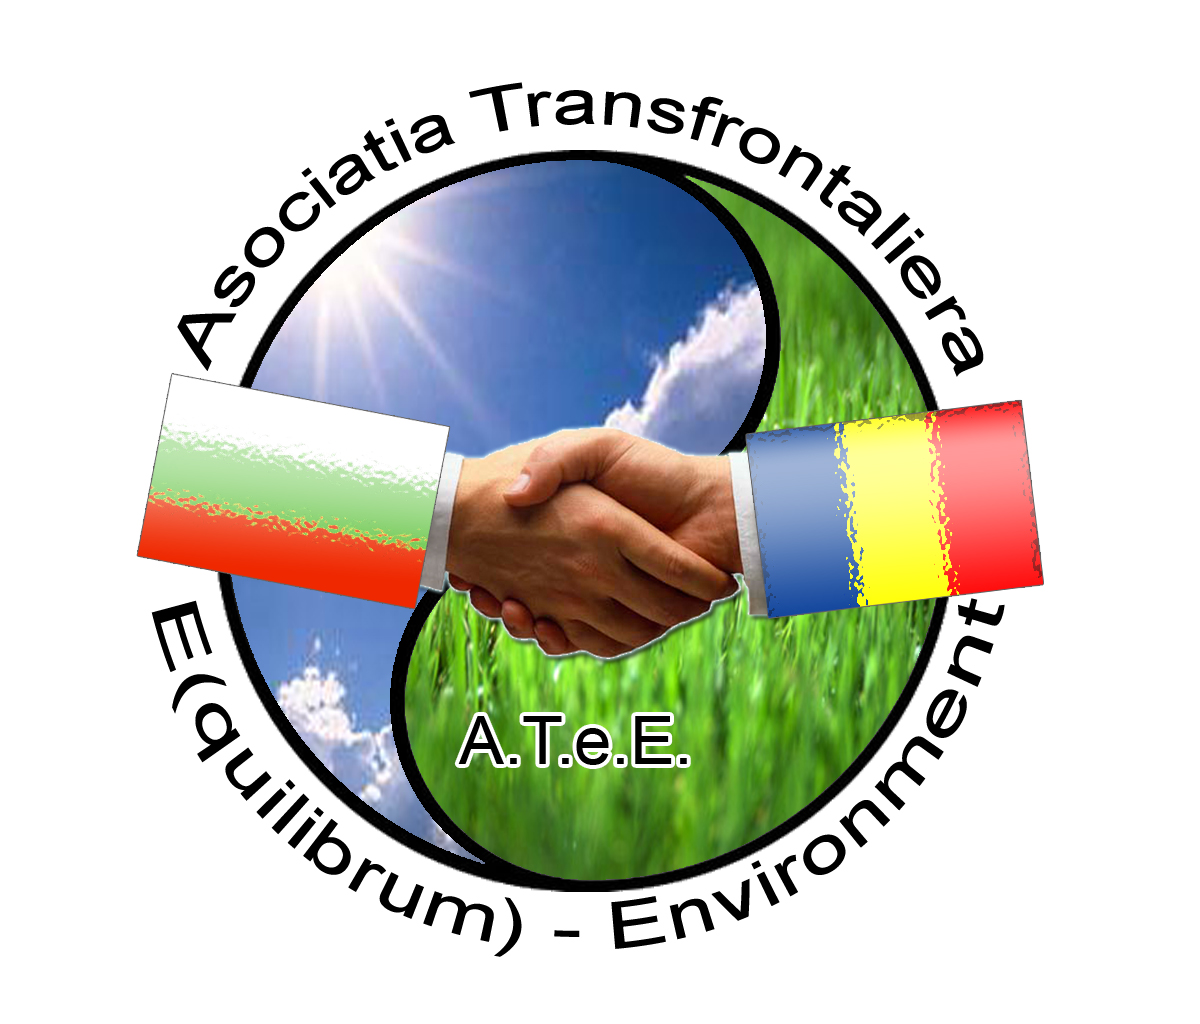 Asociatia Transfrontaliera
A.T.e.E.
E(quilibrum) - Environment